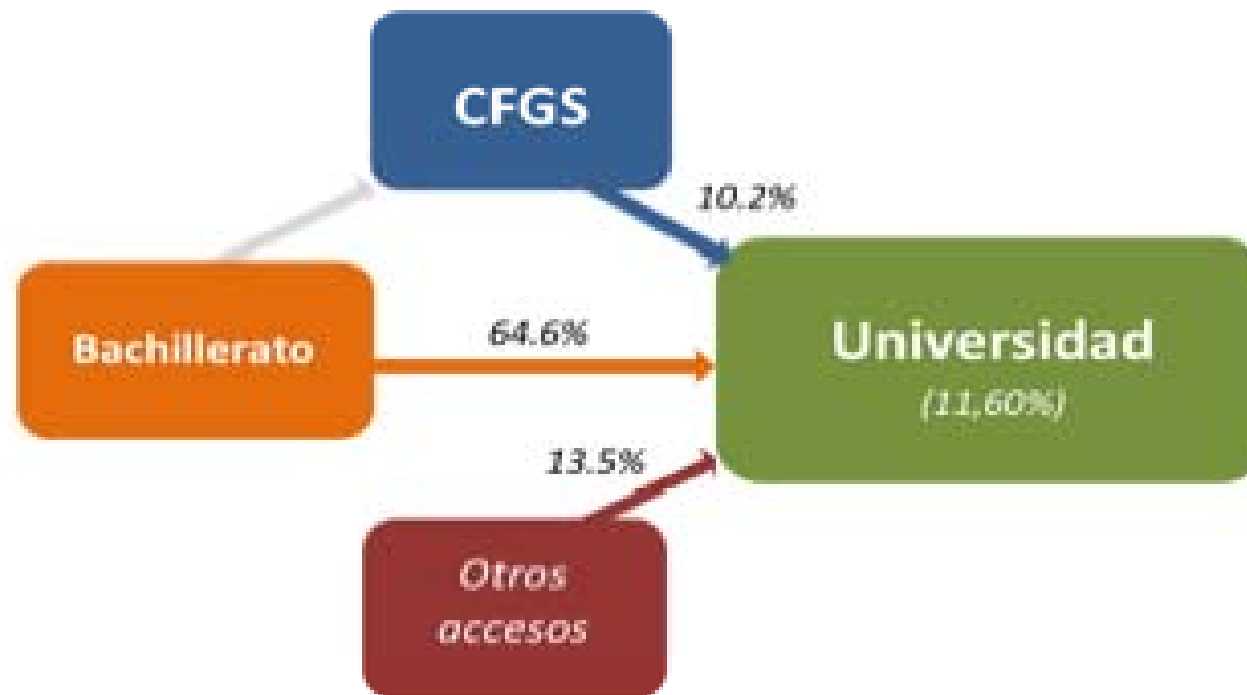 CFGS
10.2%
Bachillerato
64.6%
Universidad
(11,60%)
13.5%
Otros
accesos